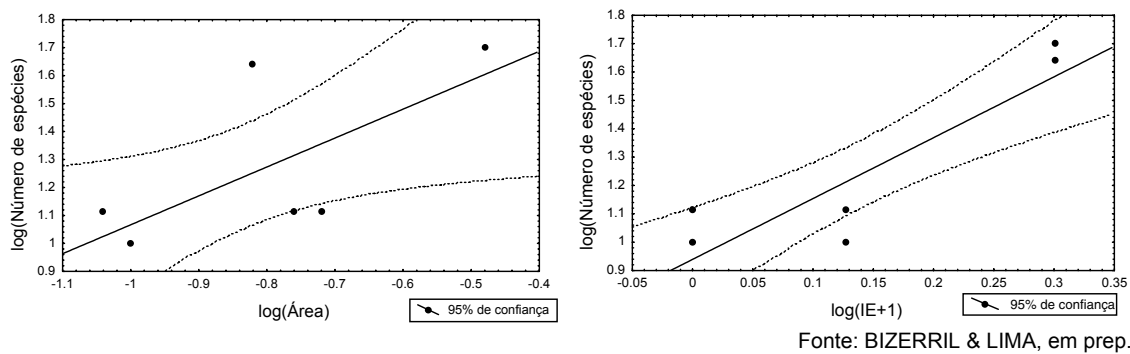 log(Número de espécies)
1.8
1.7
1.6
1.5
1.4
1.3
1.2
1.1
1
0.9
-1.1 -1 -0.9 -0.8 -0.7 -0.6 -0.5 -0.4
log(Área)
95% de confiança
log(Número de espécies)
1.8
1.7
1.6
1.5
1.4
1.3
1.2
1.1
1
0.9
-0.05 0 0.05 0.1 0.15 0.2 0.25 0.3 0.35
log(IE+1)
95% de confiança
Fonte: BIZERRIL & LIMA, em prep.